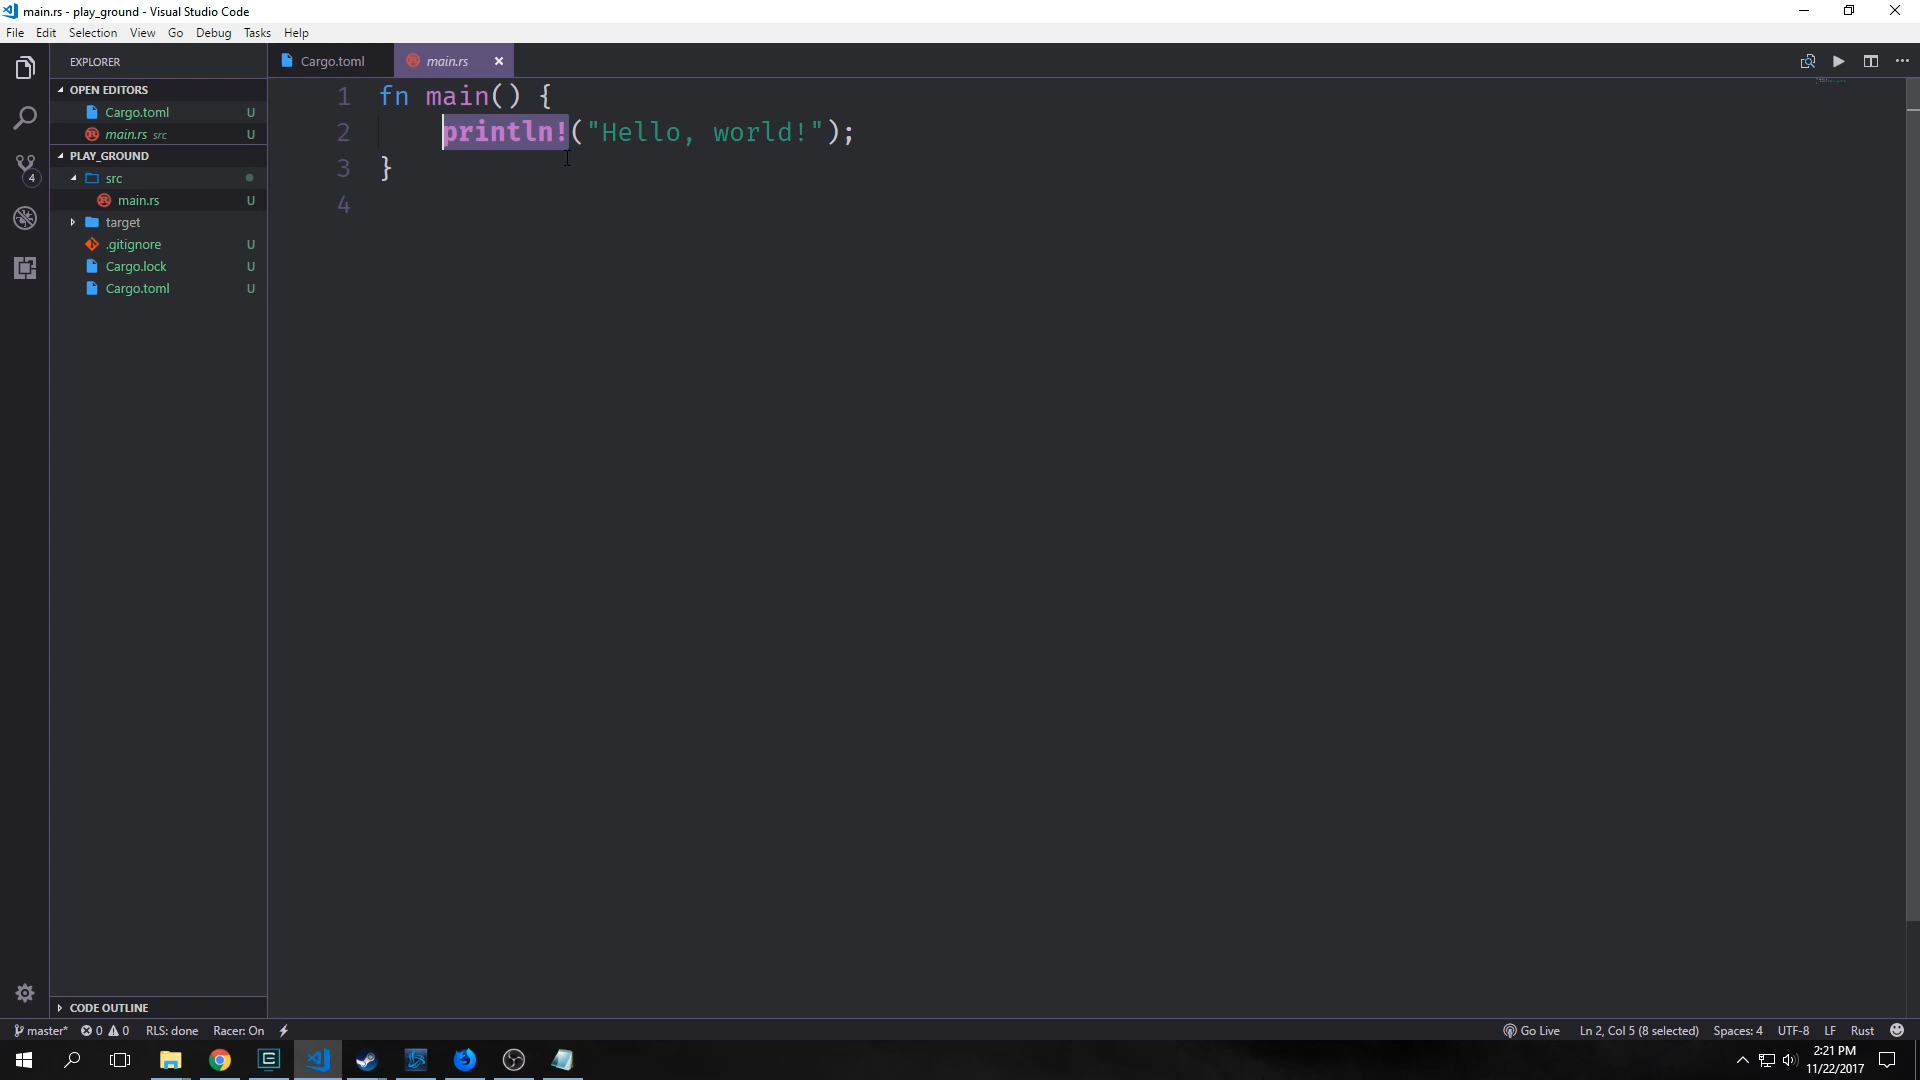 main.rs - play_ground - Visual Studio Code
File Edit Selection View Go Debug Tasks Help
EXPLORER
OPEN EDITORS
Cargo.toml U
main.rs src U
PLAY_GROUND
src
main.rs U
target
.gitignore U
Cargo.lock U
Cargo.toml U
CODE OUTLINE
4
Cargo.toml main.rs
1 fn main() {
2 println!("Hello, world!");
3 }
4
master* 0 0 RLS: done Racer: On Go Live Ln 2, Col 5 (8 selected) Spaces: 4 UTF-8 LF Rust
2:21 PM
11/22/2017